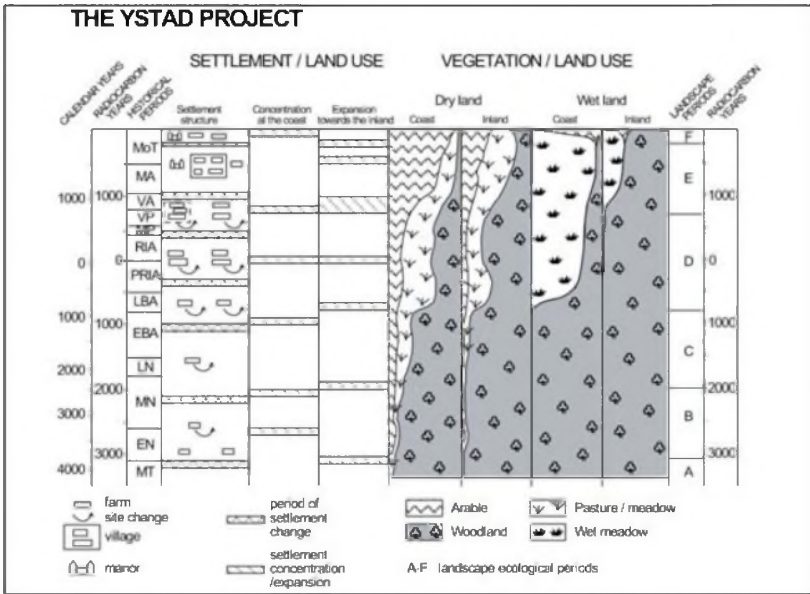 THE YSTAD PROJECT
SETTLEMENT / LAND USE
VEGETATION / LAND USE
CALENDAR YEARS
RADIOCARBON YEARS
HISTORICAL PERIODS
Settlement structure
Concentration at the coast
Expansion towards the inland
Dry land
Wet land
Coast
Inland
Coast
Inland
LANDSCAPE PERIODS
RADIOCARBON YEARS
MoT
F
MA
E
1000
1000
1000
VA
VP
RIA
0
0
0
D
PRIA
LBA
1000
1000
1000
EBA
C
LN
2000
2000
2000
MN
B
3000
EN
3000
3000
4000
MT
A
farm
site change
village
manor
period of settlement change
settlement concentration /expansion
Arable
Pasture / meadow
Woodland
Wet meadow
A-F landscape ecological periods